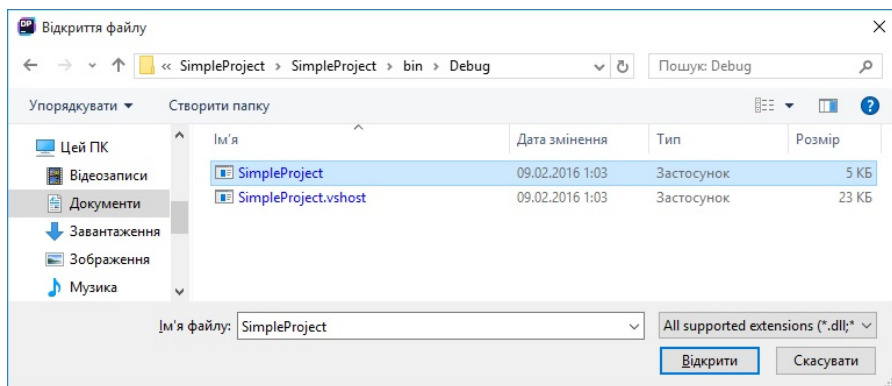 DP Відкриття файлу
« SimpleProject › SimpleProject › bin › Debug Пошук: Debug
Упорядкувати Створити папку
Ім'я Дата змінення Тип Розмір
Цей ПК
Відеозаписи
Документи
Завантаження
Зображення
Музика
SimpleProject 09.02.2016 1:03 Застосунок 5 КБ
SimpleProject.vshost 09.02.2016 1:03 Застосунок 23 КБ
Ім'я файлу: SimpleProject All supported extensions (*.dll;*
Відкрити Скасувати